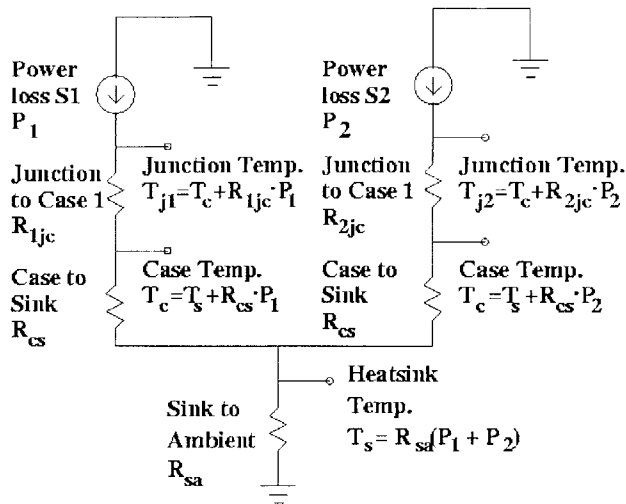 Power
loss S1
P1
Junction
to Case 1
R1jc
Case to
Sink
Rcs
Junction Temp.
Tj1=Tc+R1jc·P1
Case Temp.
Tc=Ts+Rcs·P1
Power
loss S2
P2
Junction
to Case 1
R2jc
Case to
Sink
Rcs
Junction Temp.
Tj2=Tc+R2jc·P2
Case Temp.
Tc=Ts+Rcs·P2
Sink to
Ambient
Rsa
Heatsink
Temp.
Ts= Rsa(P1 + P2)